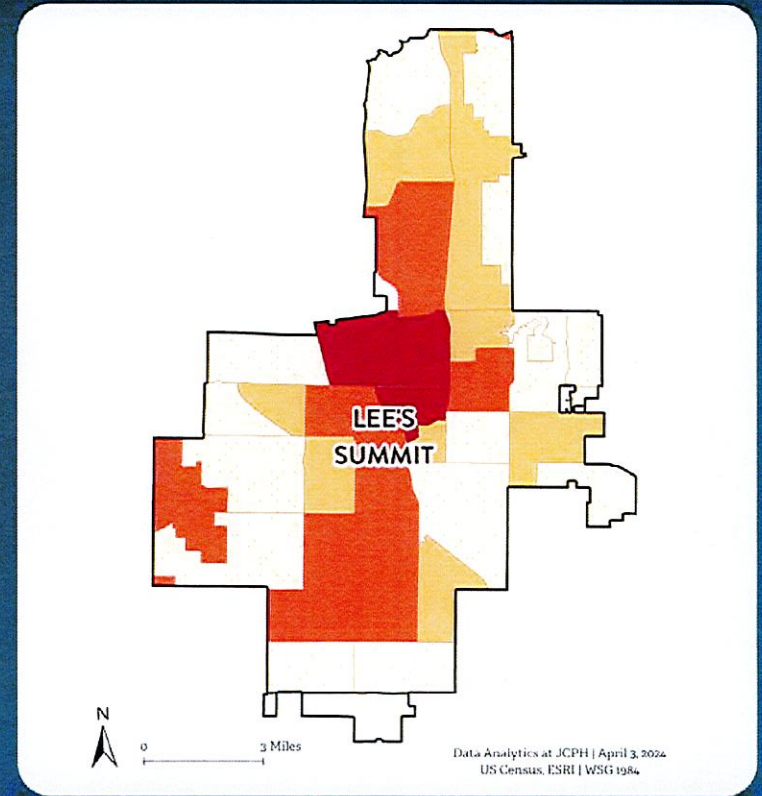 LEE'S
SUMMIT
N
0 3 Miles
Data Analytics at JCPH | April 3, 2024
US Census, ESRI | WSG 1984